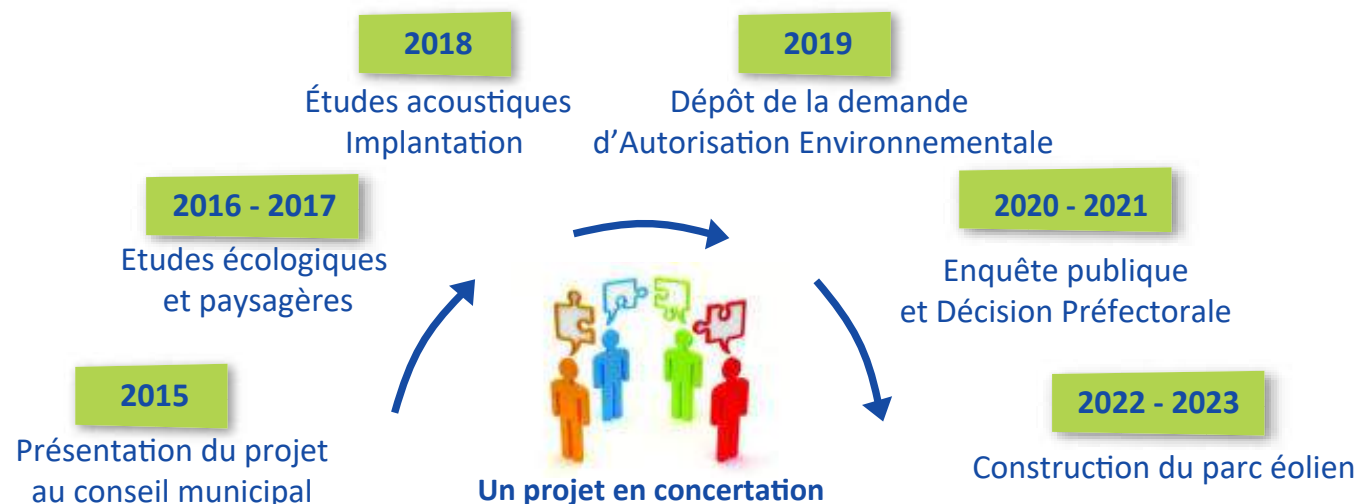 2018
Études acoustiques
Implantation
2019
Dépôt de la demande
d'Autorisation Environnementale
2016 - 2017
Etudes écologiques
et paysagères
2020 - 2021
Enquête publique
et Décision Préfectorale
2015
Présentation du projet
au conseil municipal
Un projet en concertation
2022 - 2023
Construction du parc éolien